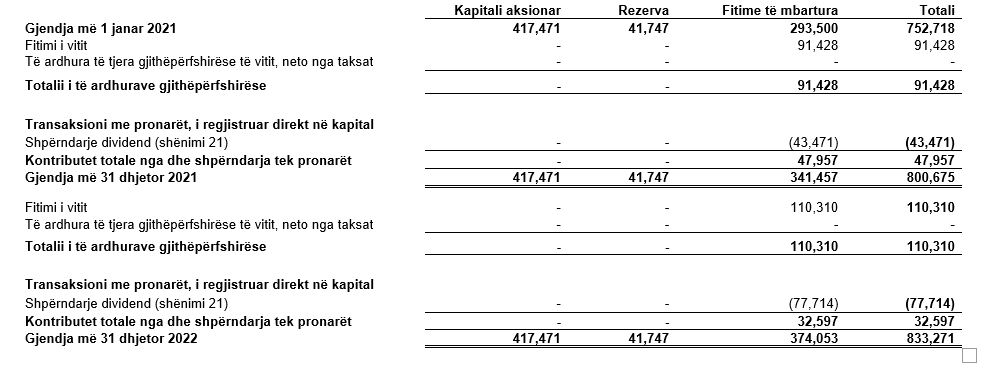 Kapitali aksionar Rezerva Fitime të mbartura Totali
Gjendja më 1 janar 2021 417,471 41,747 293,500 752,718
Fitimi i vitit - - 91,428 91,428
Të ardhura të tjera gjithëpërfshirëse të vitit, neto nga taksat - - - -
Totalii i të ardhurave gjithëpërfshirëse - - 91,428 91,428
Transaksioni me pronarët, i regjistruar direkt në kapital
Shpërndarje dividend (shënimi 21) - - (43,471) (43,471)
Kontributet totale nga dhe shpërndarja tek pronarët - - 47,957 47,957
Gjendja më 31 dhjetor 2021 417,471 41,747 341,457 800,675
Fitimi i vitit - - 110,310 110,310
Të ardhura të tjera gjithëpërfshirëse të vitit, neto nga taksat - - - -
Totalii i të ardhurave gjithëpërfshirëse - - 110,310 110,310
Transaksioni me pronarët, i regjistruar direkt në kapital
Shpërndarje dividend (shënimi 21) - - (77,714) (77,714)
Kontributet totale nga dhe shpërndarja tek pronarët - - 32,597 32,597
Gjendja më 31 dhjetor 2022 417,471 41,747 374,053 833,271